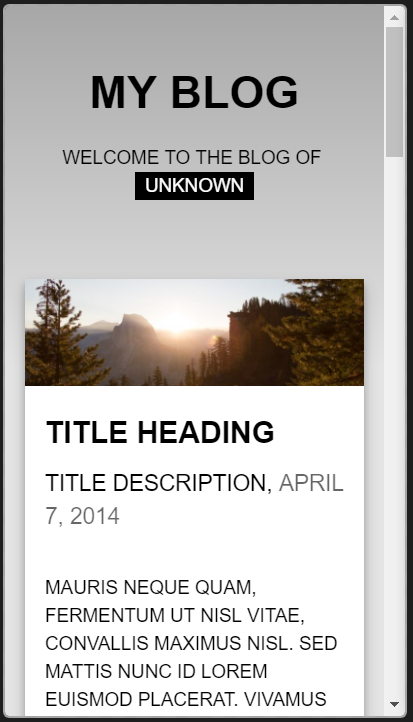 MY BLOG
WELCOME TO THE BLOG OF
UNKNOWN
TITLE HEADING
TITLE DESCRIPTION, APRIL
7, 2014
MAURIS NEQUE QUAM,
FERMENTUM UT NISL VITAE,
CONVALLIS MAXIMUS NISL. SED
MATTIS NUNC ID LOREM
EUISMOD PLACERAT. VIVAMUS